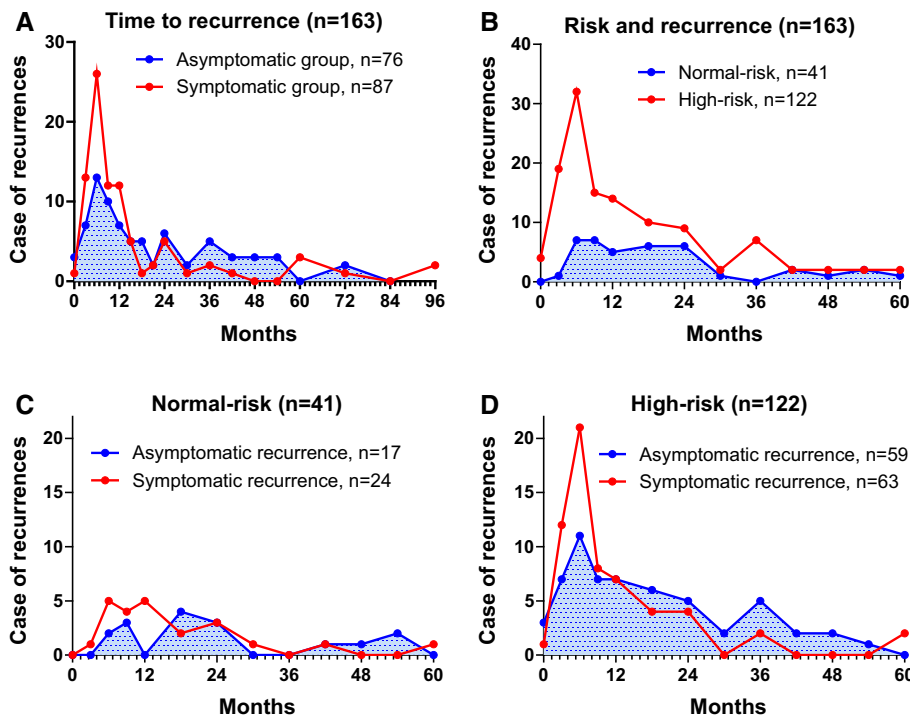 A
Time to recurrence (n=163)
Case of recurrences
30
20
10
0
Asymptomatic group, n=76
Symptomatic group, n=87
0 12 24 36 48 60 72 84 96
Months
B
Risk and recurrence (n=163)
Case of recurrences
40
30
20
10
0
Normal-risk, n=41
High-risk, n=122
0 12 24 36 48 60
Months
C
Normal-risk (n=41)
Case of recurrences
20
15
10
5
0
Asymptomatic recurrence, n=17
Symptomatic recurrence, n=24
0 12 24 36 48 60
Months
D
High-risk (n=122)
Case of recurrences
20
15
10
5
0
Asymptomatic recurrence, n=59
Symptomatic recurrence, n=63
0 12 24 36 48 60
Months